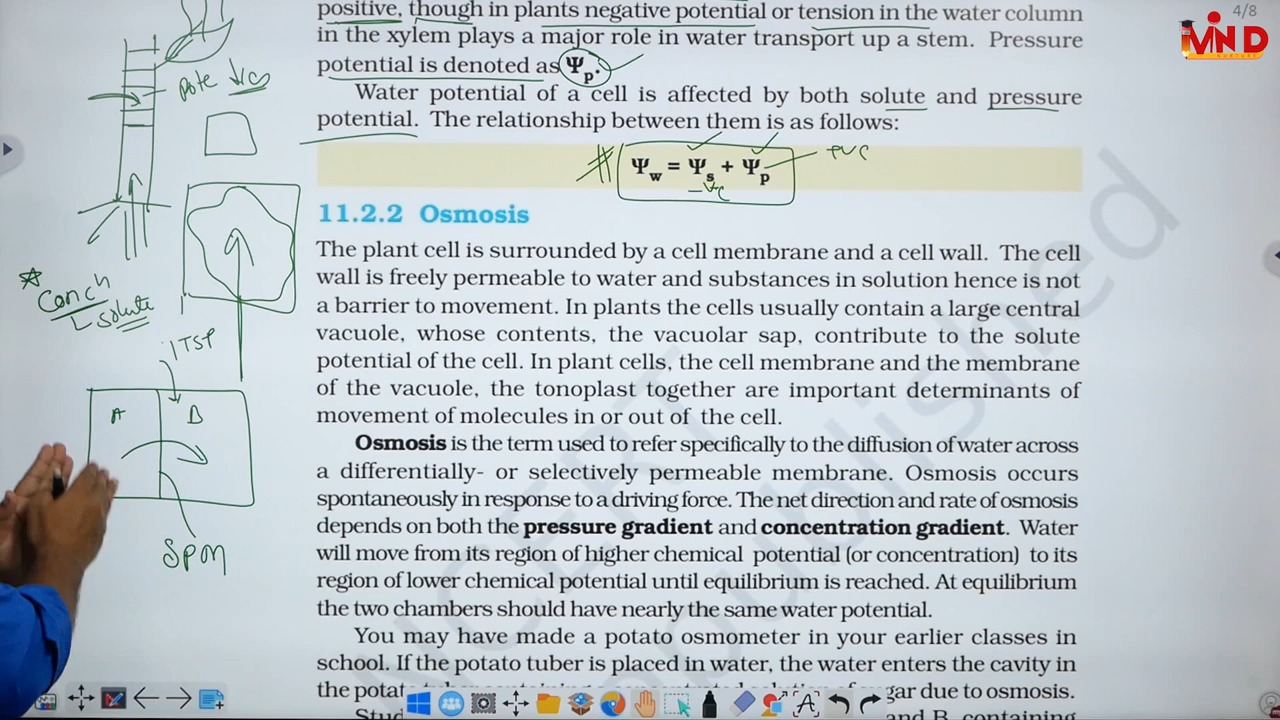 positive, though in plants negative potential or tension in the water column
in the xylem plays a major role in water transport up a stem. Pressure
potential is denoted as Ψp.
Water potential of a cell is affected by both solute and pressure
potential. The relationship between them is as follows:
Ψw = Ψs + Ψp
11.2.2 Osmosis
The plant cell is surrounded by a cell membrane and a cell wall. The cell
wall is freely permeable to water and substances in solution hence is not
a barrier to movement. In plants the cells usually contain a large central
vacuole, whose contents, the vacuolar sap, contribute to the solute
potential of the cell. In plant cells, the cell membrane and the membrane
of the vacuole, the tonoplast together are important determinants of
movement of molecules in or out of the cell.
Osmosis is the term used to refer specifically to the diffusion of water across
a differentially- or selectively permeable membrane. Osmosis occurs
spontaneously in response to a driving force. The net direction and rate of osmosis
depends on both the pressure gradient and concentration gradient. Water
will move from its region of higher chemical potential (or concentration) to its
region of lower chemical potential until equilibrium is reached. At equilibrium
the two chambers should have nearly the same water potential.
You may have made a potato osmometer in your earlier classes in
school. If the potato tuber is placed in water, the water enters the cavity in
the potat
gar due to osmosis.
Stud
and B, containing
solute
A B
SPM
4/8
MIND
NURTURE